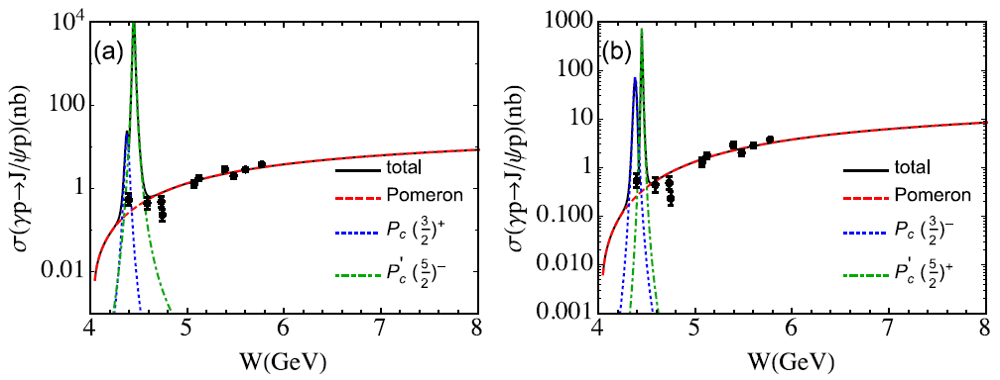 (a)
σ(γp→J/ψp)(nb)
10^4
100
1
0.01
total
Pomeron
P_c (3/2)^+
P_c^' (5/2)^-
4 5 6 7 8
W(GeV)
(b)
σ(γp→J/ψp)(nb)
1000
100
10
1
0.100
0.010
0.001
total
Pomeron
P_c (3/2)^-
P_c^' (5/2)^+
4 5 6 7 8
W(GeV)